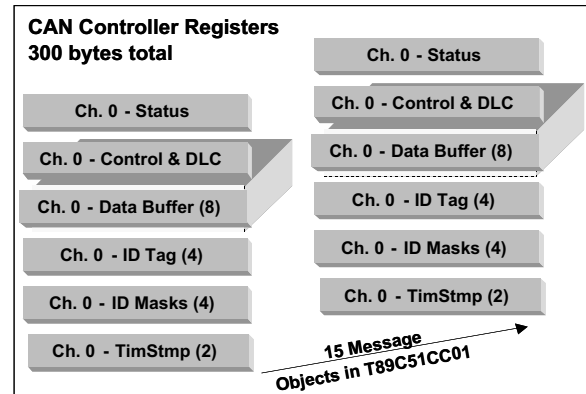 CAN Controller Registers
300 bytes total
Ch. 0 - Status
Ch. 0 - Control & DLC
Ch. 0 - Data Buffer (8)
Ch. 0 - ID Tag (4)
Ch. 0 - ID Masks (4)
Ch. 0 - TimStmp (2)
Ch. 0 - Status
Ch. 0 - Control & DLC
Ch. 0 - Data Buffer (8)
Ch. 0 - ID Tag (4)
Ch. 0 - ID Masks (4)
Ch. 0 - TimStmp (2)
15 Message
Objects in T89C51CC01